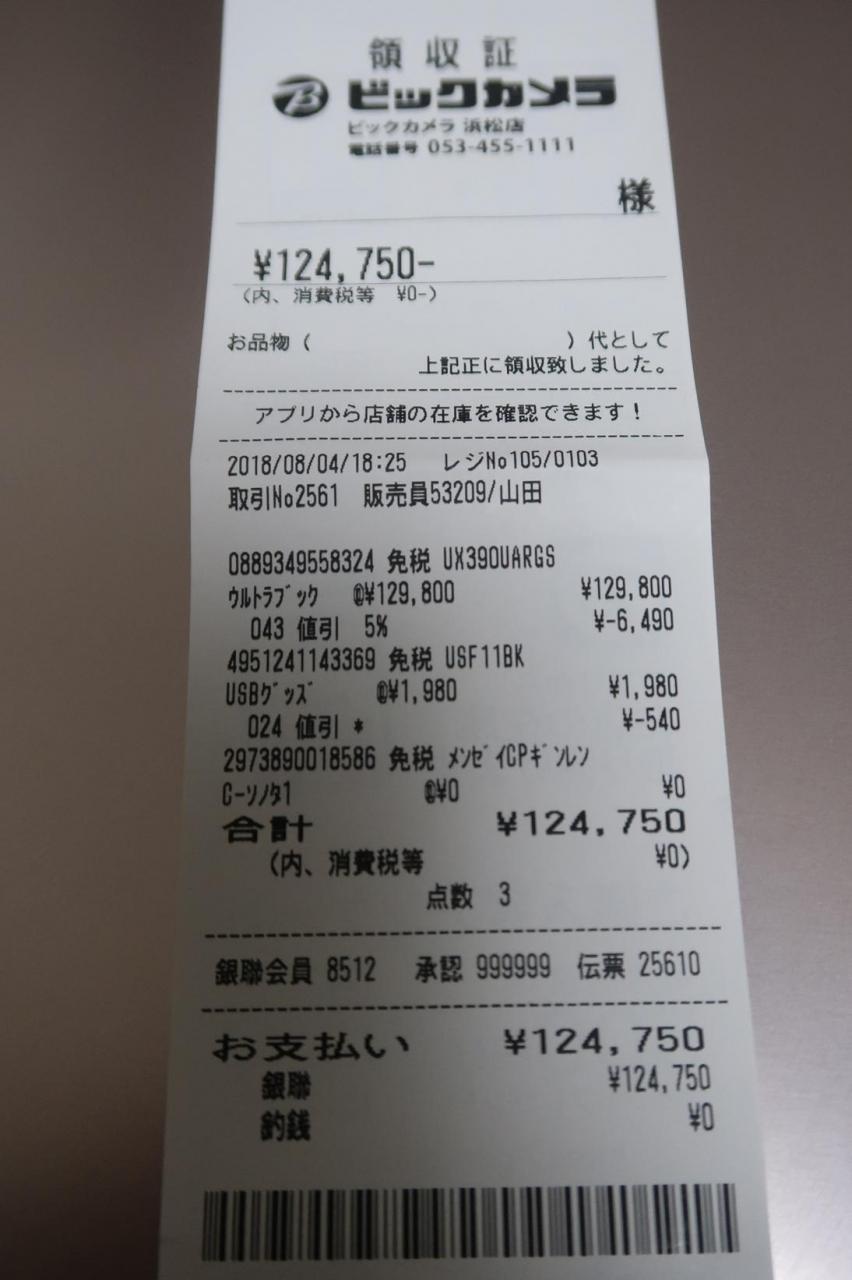 領収証
B ビックカメラ
ビックカメラ 浜松店
電話番号 053-455-1111
様
¥124,750-
(内、消費税等 ¥0-)
お品物( )代として
上記正に領収致しました。
アプリから店舗の在庫を確認できます!
2018/08/04/18:25 レジNo105/0103
取引No2561 販売員53209/山田
0889349558324 免税 UX390UARGS
ウルトラブック @¥129,800 ¥129,800
043 値引 5% ¥-6,490
4951241143369 免税 USF11BK
USBグッズ @¥1,980 ¥1,980
024 値引 * ¥-540
2973890018586 免税 メンゼイCPギンレン
C-ソノタ1 @¥0 ¥0
合計 ¥124,750
(内、消費税等 ¥0)
点数 3
銀聯会員 8512 承認 999999 伝票 25610
お支払い ¥124,750
銀聯 ¥124,750
釣銭 ¥0